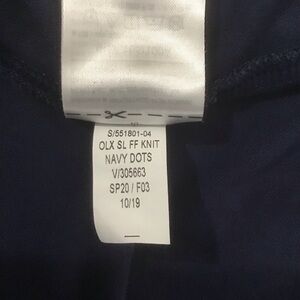 S/551801-04
OLX SL FF KNIT
NAVY DOTS
V/305663
SP20 / F03
10/19